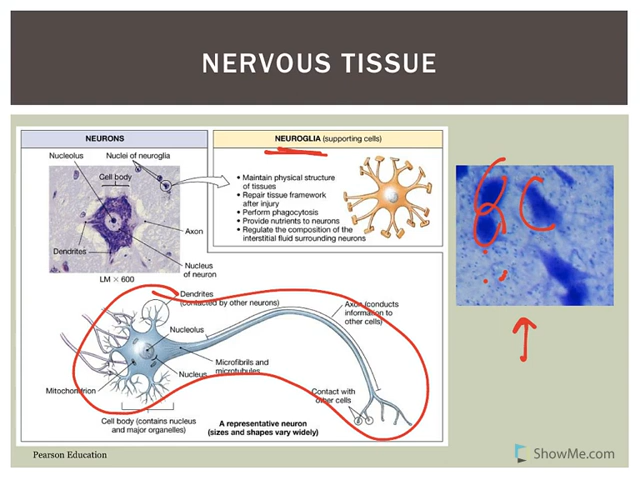 NERVOUS TISSUE
NEURONS
NEUROGLIA (supporting cells)
Nucleolus
Nuclei of neuroglia
Cell body
Axon
Dendrites
Nucleus
of neuron
LM × 600
• Maintain physical structure
of tissues
• Repair tissue framework
after injury
• Perform phagocytosis
• Provide nutrients to neurons
• Regulate the composition of the
interstitial fluid surrounding neurons
Dendrites
(contacted by other neurons)
Axon (conducts
information to
other cells)
Nucleolus
Microfibrils and
microtubules
Nucleus
Mitochondrion
Contact with
other cells
Cell body (contains nucleus
and major organelles)
A representative neuron
(sizes and shapes vary widely)
Pearson Education
ShowMe.com